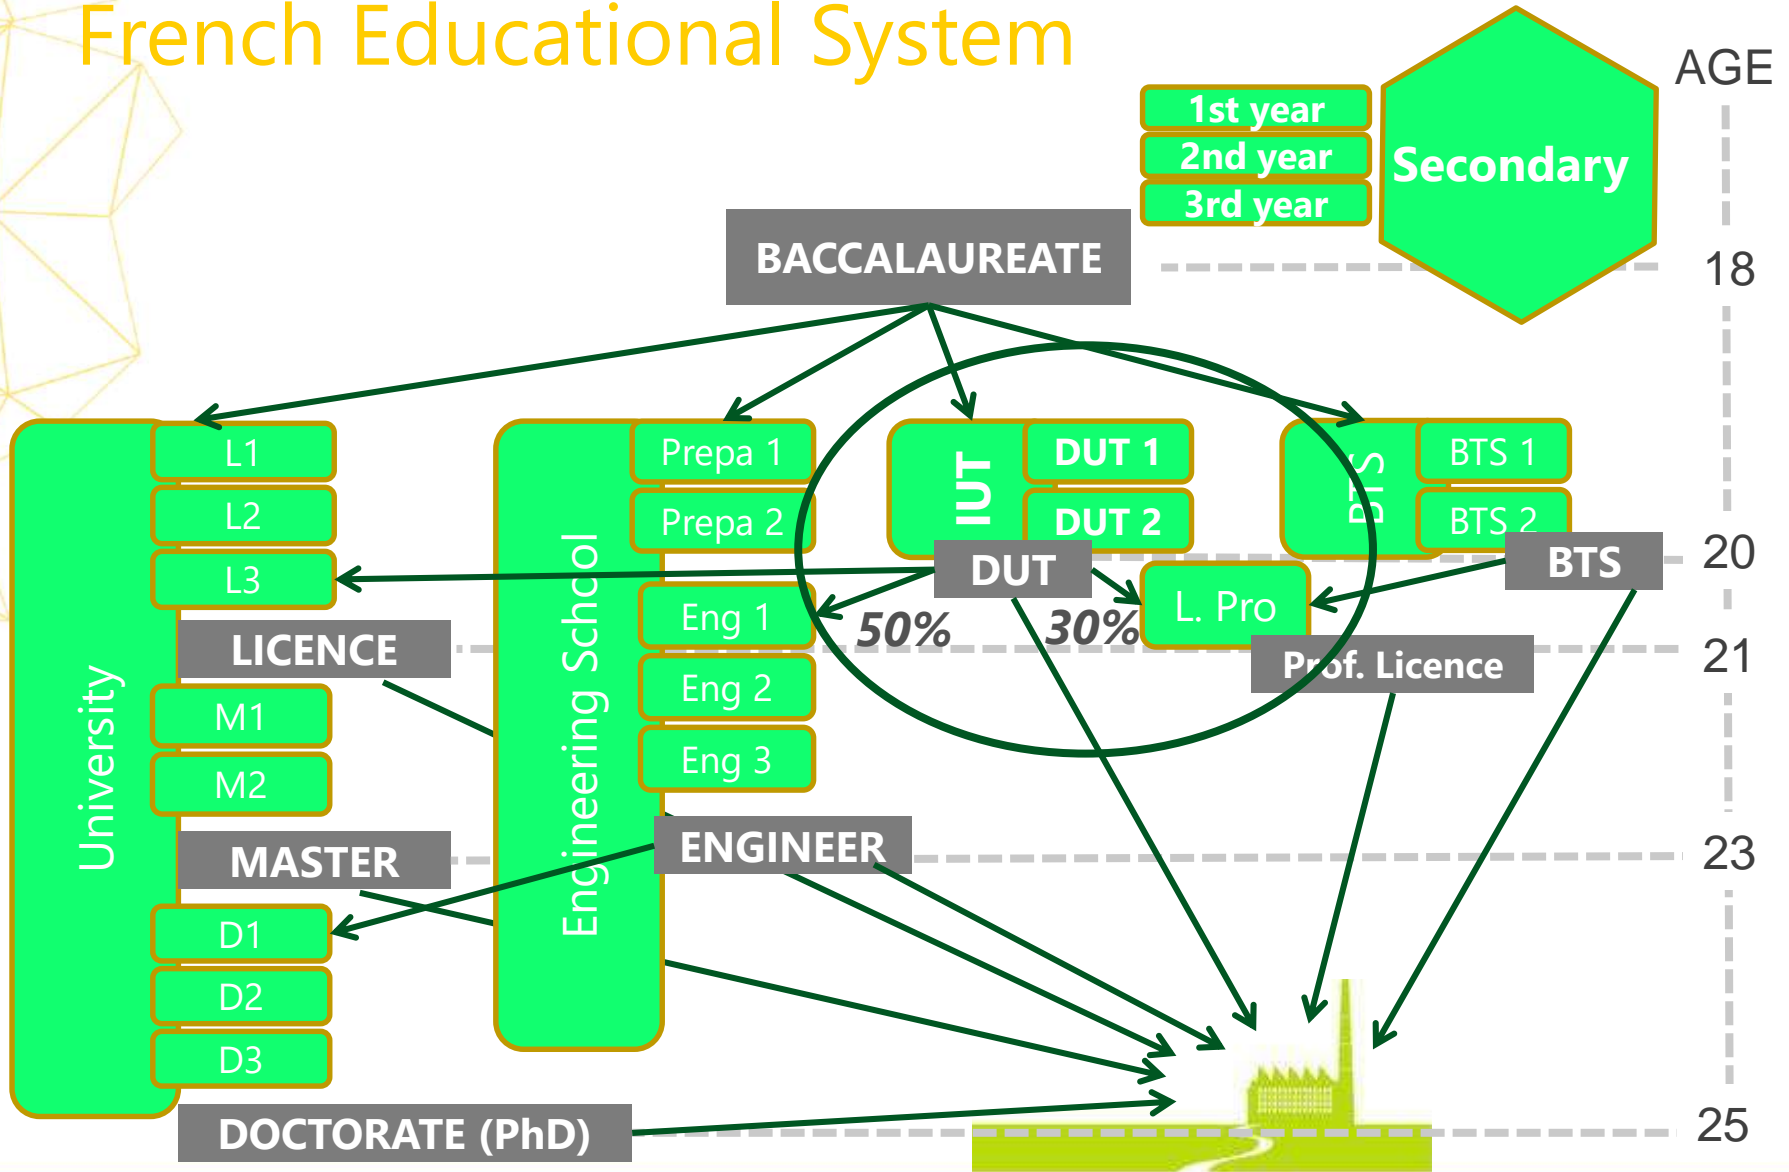 French Educational System
AGE
1st year
2nd year
3rd year
Secondary
BACCALAUREATE
18
University
L1
L2
L3
LICENCE
M1
M2
MASTER
D1
D2
D3
DOCTORATE (PhD)
Engineering School
Prepa 1
Prepa 2
Eng 1
Eng 2
Eng 3
ENGINEER
IUT
DUT 1
DUT 2
DUT
50%
30%
L. Pro
Prof. Licence
BTS
BTS 1
BTS 2
BTS
20
21
23
25